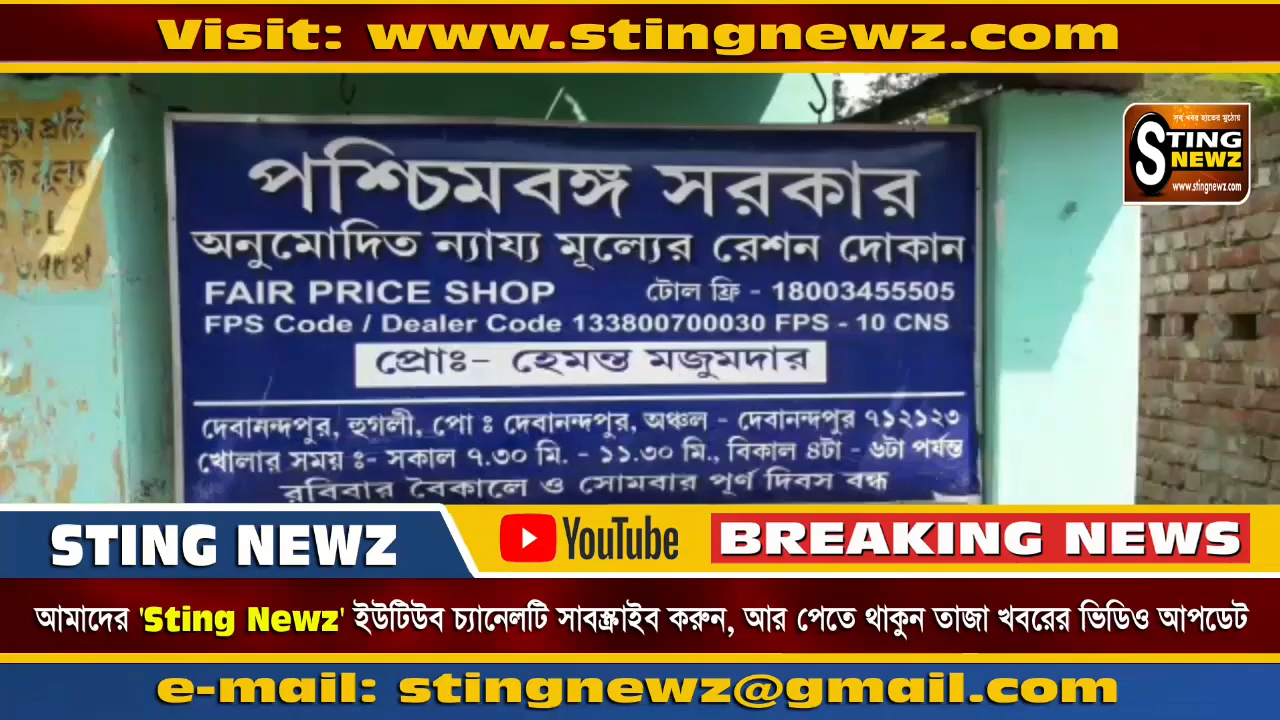 Visit: www.stingnewz.com
সর্ব খবর হাতের মুঠোয়
STING
NEWZ
www.stingnewz.com
মূল্য
পশ্চিমবঙ্গ সরকার
অনুমোদিত ন্যায্য মূল্যের রেশন দোকান
FAIR PRICE SHOP টোল ফ্রি - 18003455505
FPS Code / Dealer Code 133800700030 FPS - 10 CNS
প্রোঃ- হেমন্ত মজুমদার
দেবানন্দপুর, হুগলী, পো ঃ দেবানন্দপুর, অঞ্চল - দেবানন্দপুর ৭১২১২৩
খোলার সময় ঃ- সকাল ৭.৩০ মি. - ১১.৩০ মি., বিকাল ৪টা - ৬টা পর্যন্ত
রবিবার বৈকালে ও সোমবার পূর্ণ দিবস বন্ধ
STING NEWZ YouTube BREAKING NEWS
আমাদের 'Sting Newz' ইউটিউব চ্যানেলটি সাবস্ক্রাইব করুন, আর পেতে থাকুন তাজা খবরের ভিডিও আপডেট
e-mail: stingnewz@gmail.com